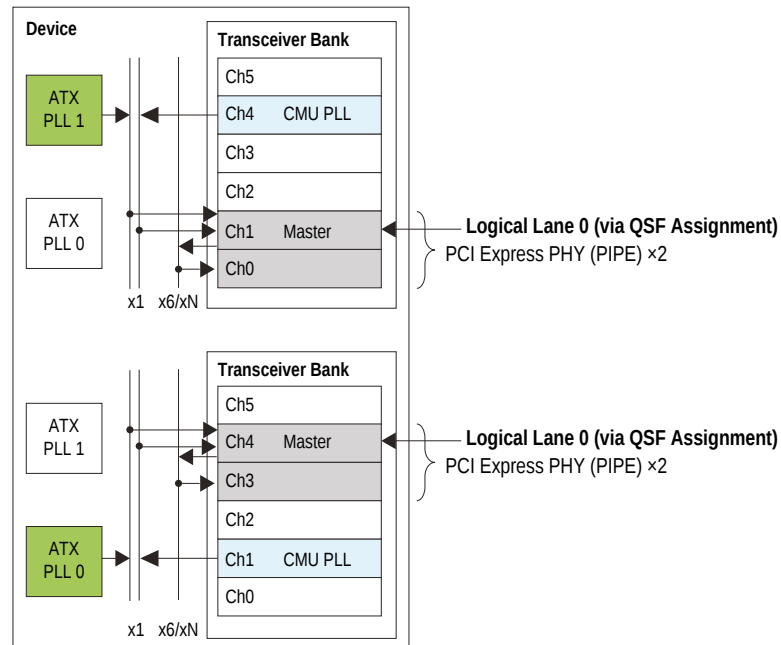 Device
Transceiver Bank
Ch5
ATX
PLL 1
Ch4 CMU PLL
Ch3
Ch2
ATX
PLL 0
Ch1 Master
Logical Lane 0 (via QSF Assignment)
PCI Express PHY (PIPE) ×2
Ch0
x1 x6/xN
Transceiver Bank
Ch5
ATX
PLL 1
Ch4 Master
Logical Lane 0 (via QSF Assignment)
PCI Express PHY (PIPE) ×2
Ch3
Ch2
ATX
PLL 0
Ch1 CMU PLL
Ch0
x1 x6/xN